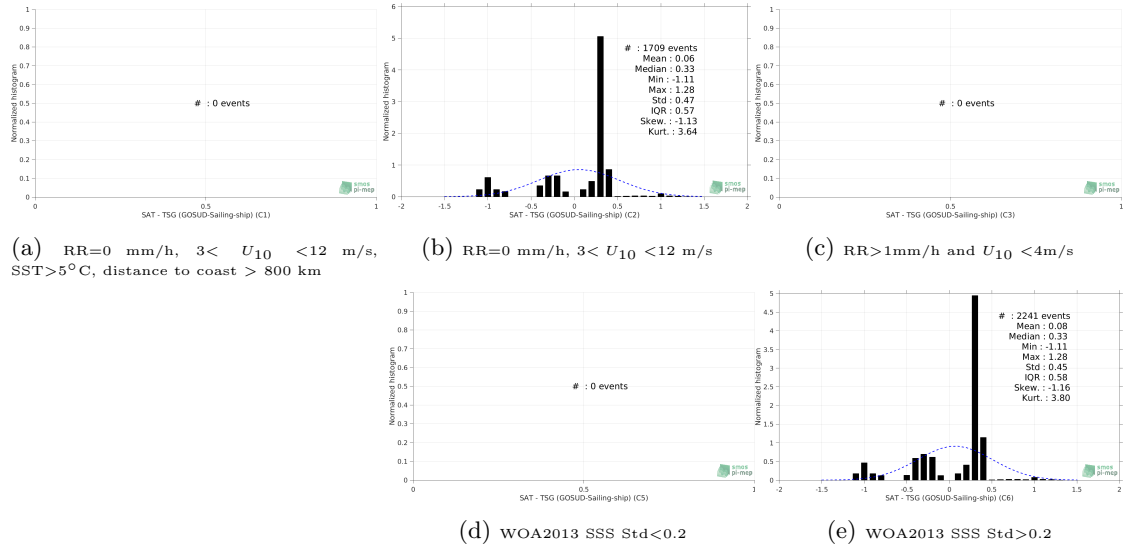 1
0.9
0.8
0.7
0.6
0.5
0.4
0.3
0.2
0.1
0
Normalized histogram
# : 0 events
0 0.5 1
SAT - TSG (GOSUD-Sailing-ship) (C1)
smos
pi-mep
(a) RR=0 mm/h, 3< U10 <12 m/s,
SST>5°C, distance to coast > 800 km
6
5
4
3
2
1
0
Normalized histogram
# : 1709 events
Mean : 0.06
Median : 0.33
Min : -1.11
Max : 1.28
Std : 0.47
IQR : 0.57
Skew. : -1.13
Kurt. : 3.64
-2 -1.5 -1 -0.5 0 0.5 1 1.5 2
SAT - TSG (GOSUD-Sailing-ship) (C2)
smos
pi-mep
(b) RR=0 mm/h, 3< U10 <12 m/s
1
0.9
0.8
0.7
0.6
0.5
0.4
0.3
0.2
0.1
0
Normalized histogram
# : 0 events
0 0.5 1
SAT - TSG (GOSUD-Sailing-ship) (C3)
smos
pi-mep
(c) RR>1mm/h and U10 <4m/s
1
0.9
0.8
0.7
0.6
0.5
0.4
0.3
0.2
0.1
0
Normalized histogram
# : 0 events
0 0.5 1
SAT - TSG (GOSUD-Sailing-ship) (C5)
smos
pi-mep
(d) WOA2013 SSS Std<0.2
5
4.5
4
3.5
3
2.5
2
1.5
1
0.5
0
Normalized histogram
# : 2241 events
Mean : 0.08
Median : 0.33
Min : -1.11
Max : 1.28
Std : 0.45
IQR : 0.58
Skew. : -1.16
Kurt. : 3.80
-2 -1.5 -1 -0.5 0 0.5 1 1.5 2
SAT - TSG (GOSUD-Sailing-ship) (C6)
smos
pi-mep
(e) WOA2013 SSS Std>0.2